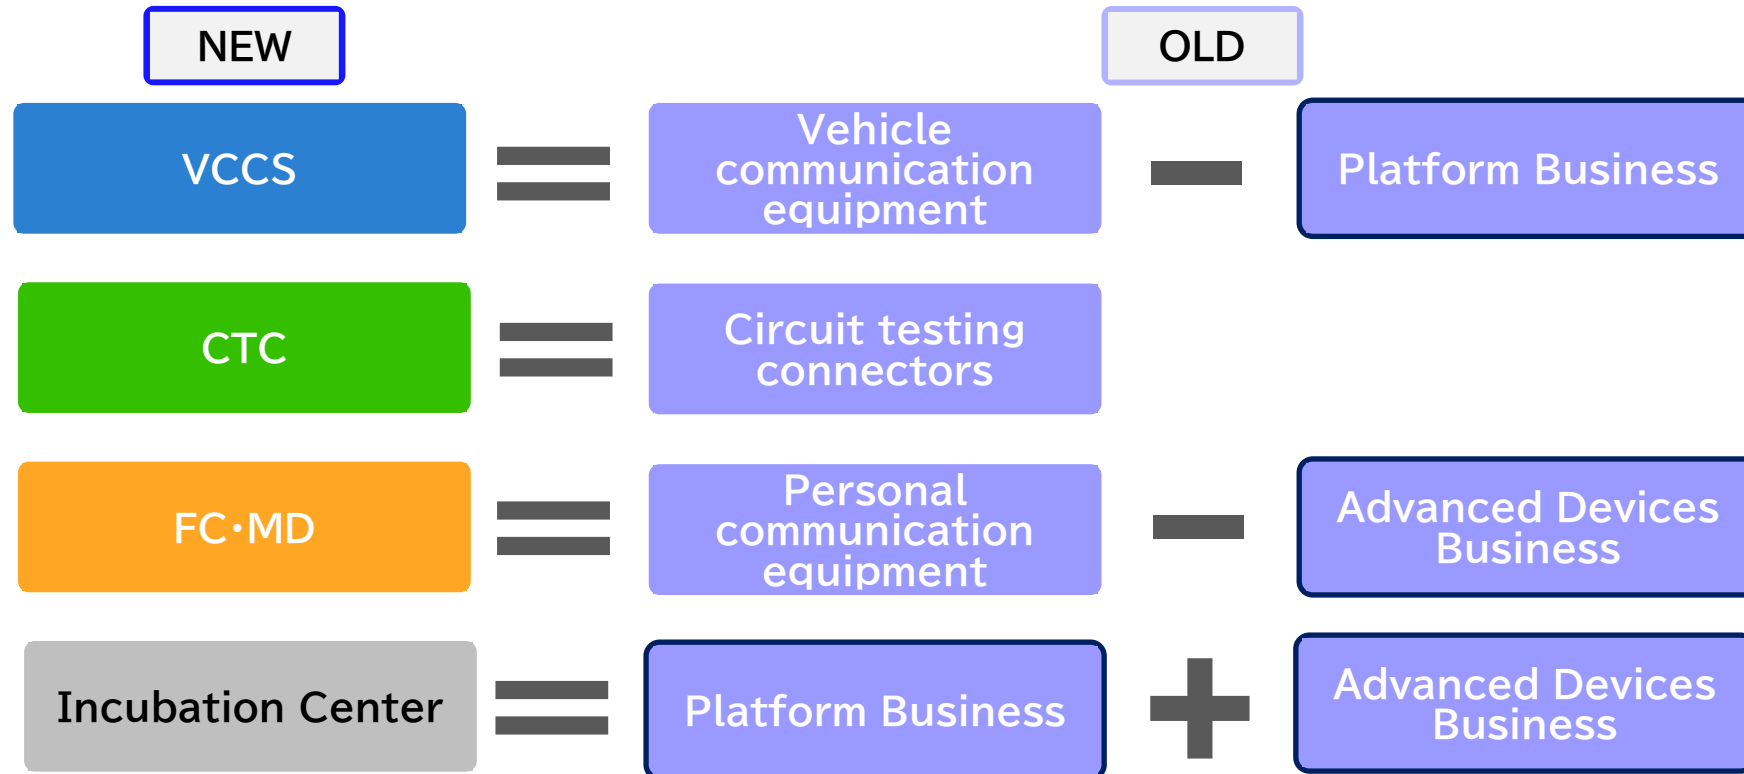 NEW
OLD
VCCS
Vehicle
communication
equipment
Platform Business
CTC
Circuit testing
connectors
FC・MD
Personal
communication
equipment
Advanced Devices
Business
Incubation Center
Platform Business
Advanced Devices
Business